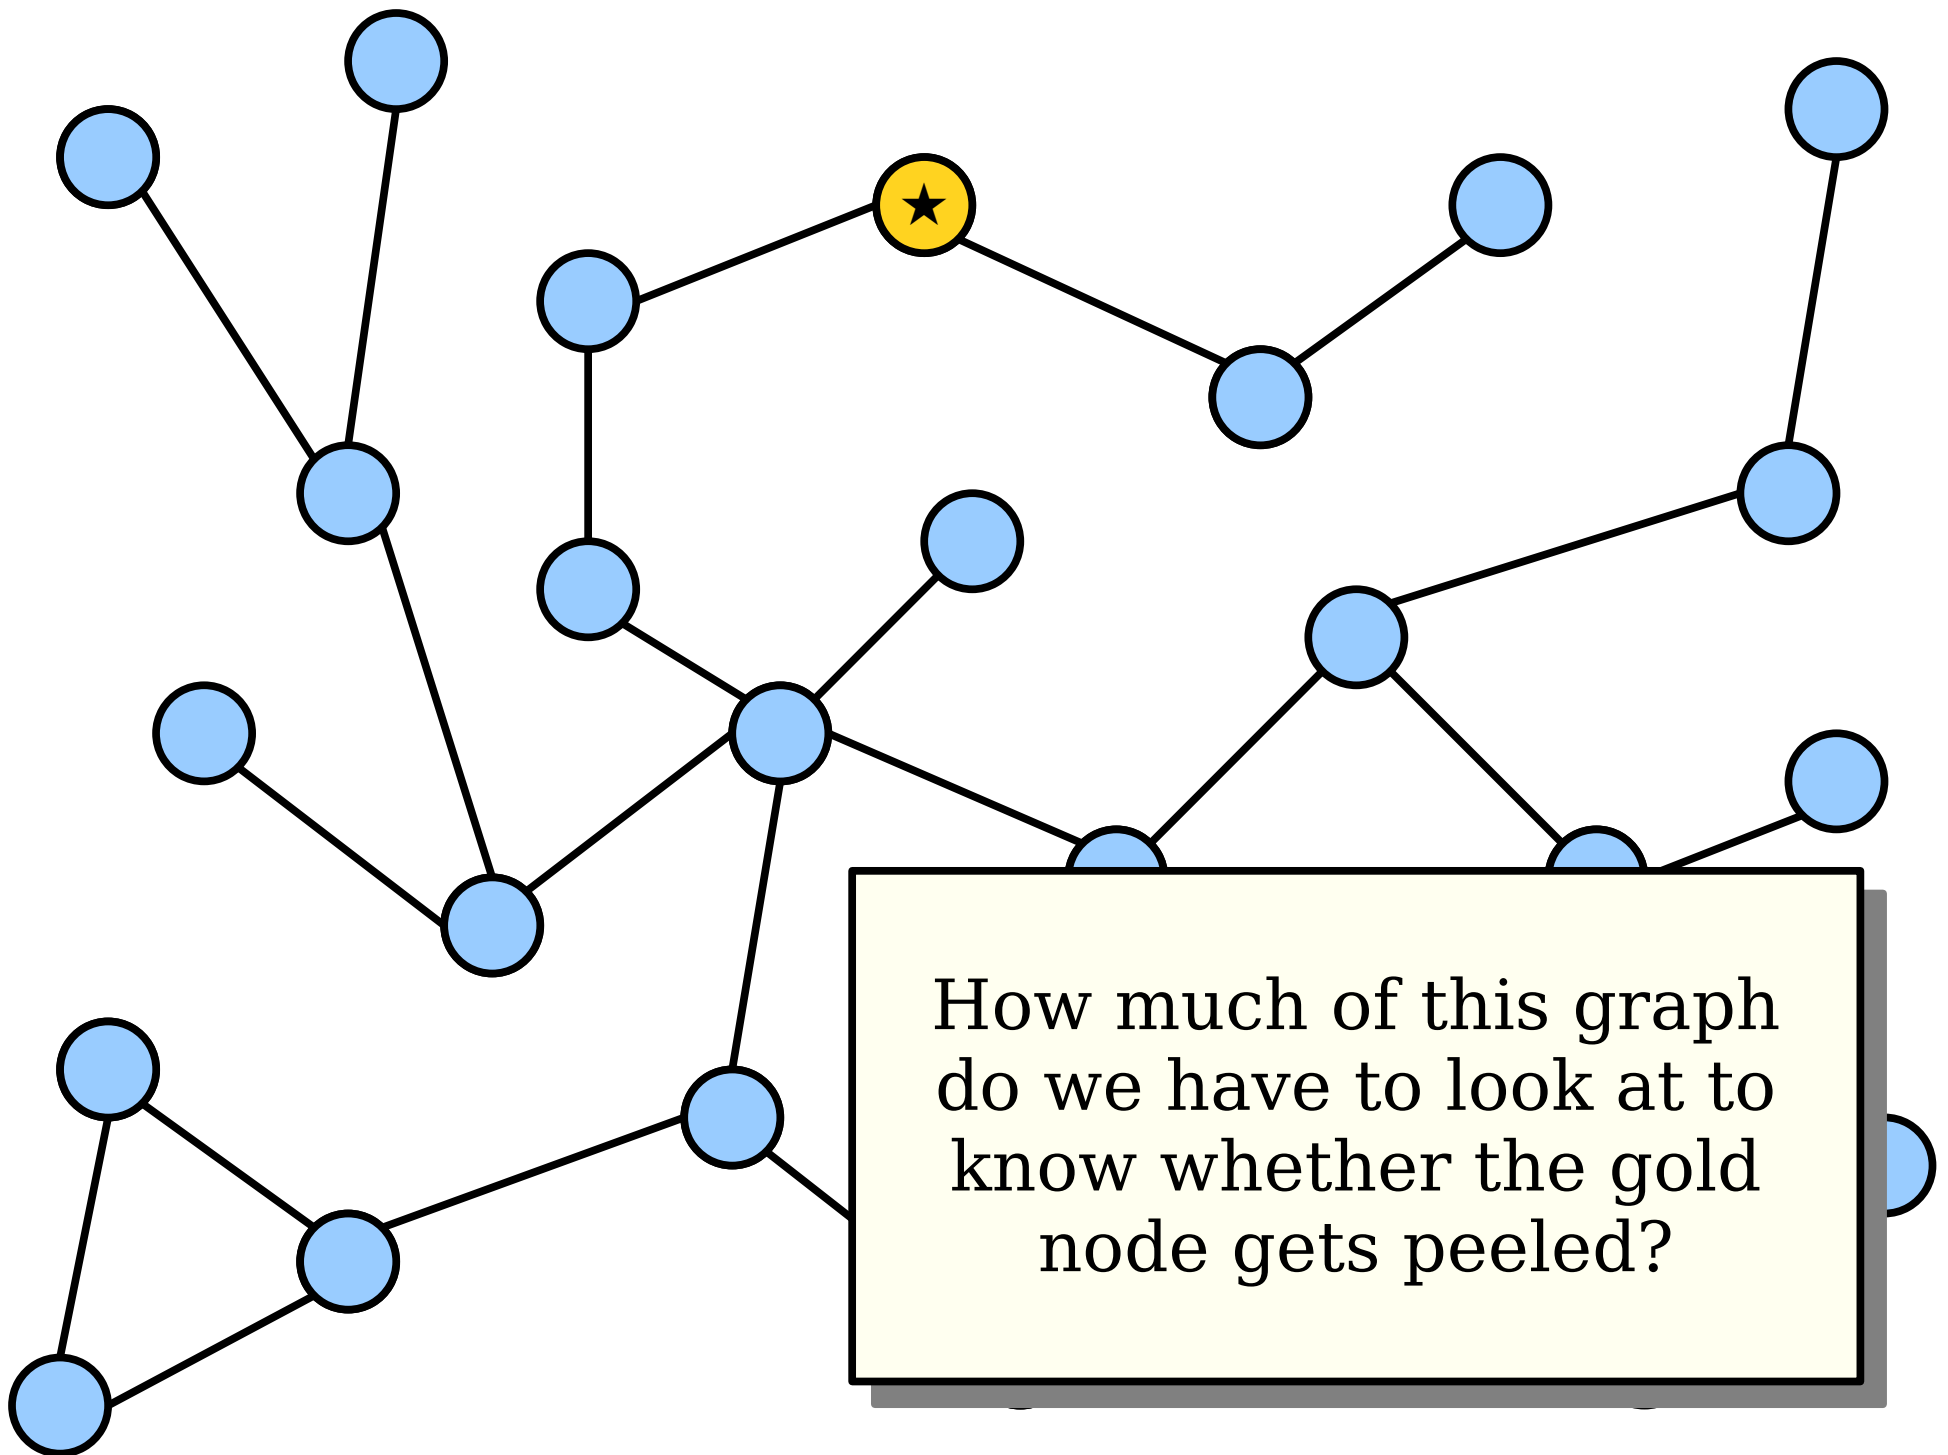 How much of this graph
do we have to look at to
know whether the gold
node gets peeled?